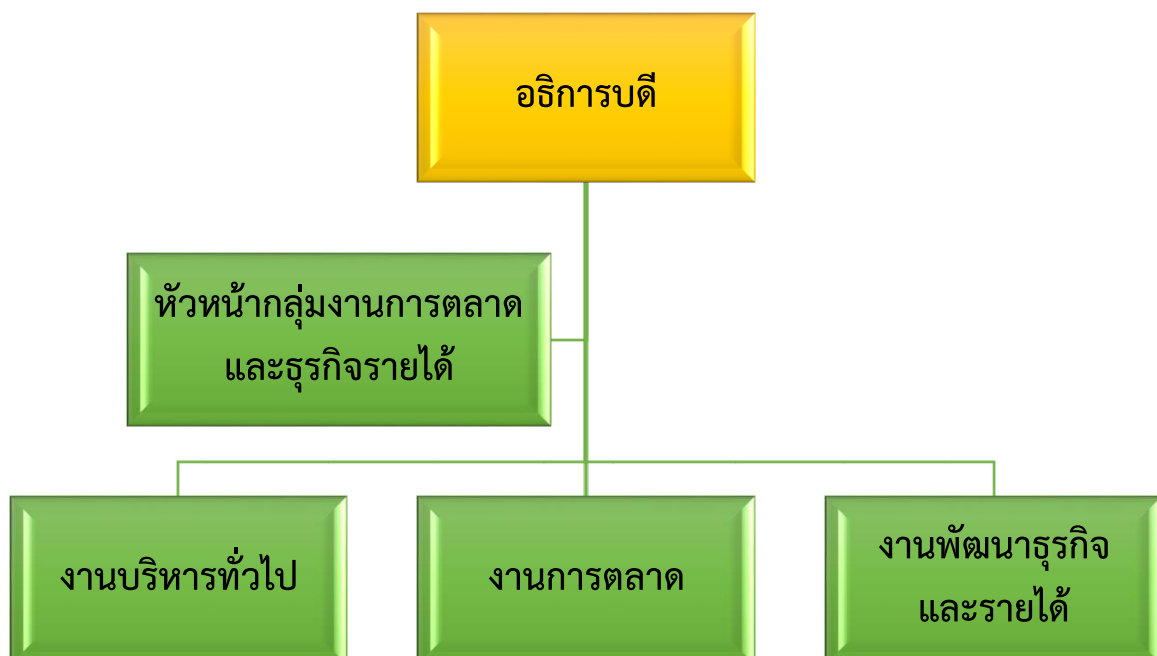 อธิการบดี
หัวหน้ากลุ่มงานการตลาด
และธุรกิจรายได้
งานบริหารทั่วไป
งานการตลาด
งานพัฒนาธุรกิจ
และรายได้